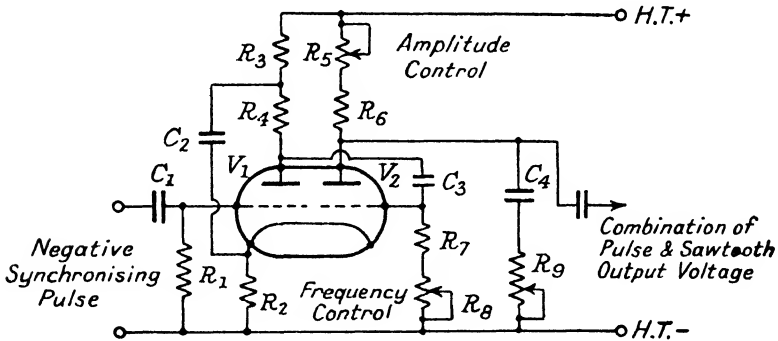 H.T.+
R3
R5
Amplitude
Control
R4
R6
C2
V1
V2
C1
C3
C4
Negative
Synchronising
Pulse
R1
R2
Frequency
Control
R7
R8
R9
Combination of
Pulse & Sawtooth
Output Voltage
H.T.-